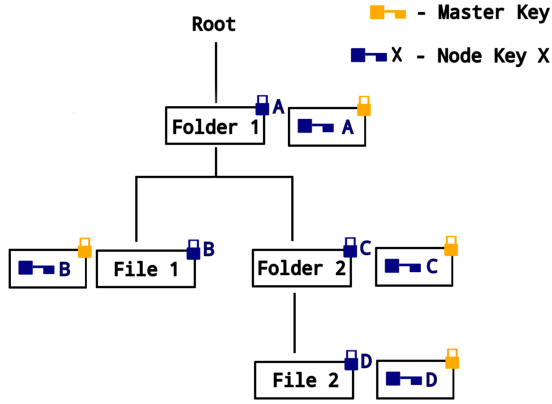 Root
- Master Key
X - Node Key X
A
Folder 1
A
B
File 1
B
Folder 2
C
C
File 2
D
D